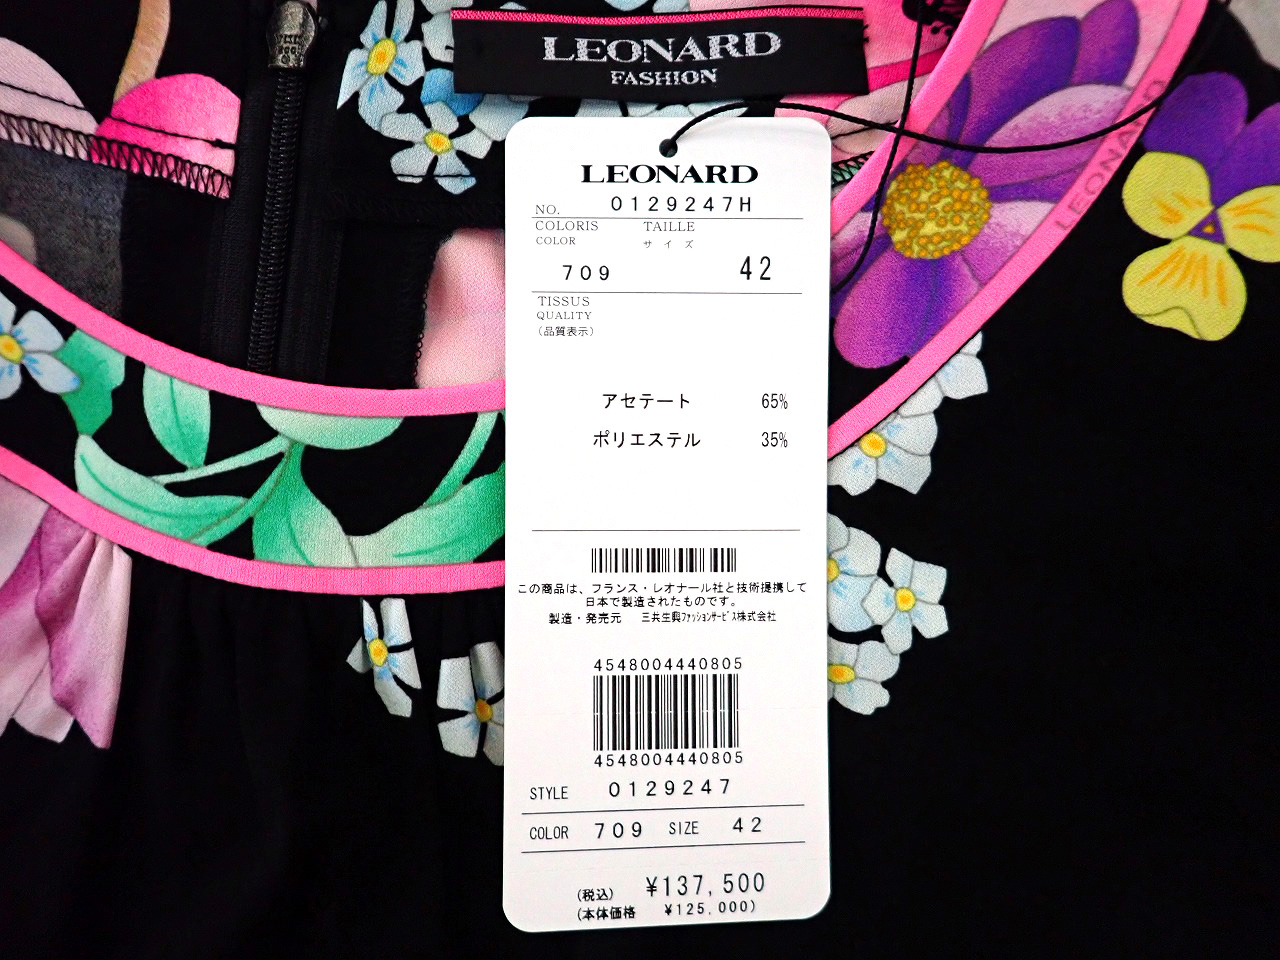 LEONARD
FASHION
LEONARD
LEONARD
NO. 0129247H
COLORIS TAILLE
COLOR サイズ
709 42
TISSUS
QUALITY
(品質表示)
アセテート 65%
ポリエステル 35%
この商品は、フランス・レオナール社と技術提携して
日本で製造されたものです。
製造・発売元 三共生興ファッションサービス株式会社
4548004440805
4548004440805
STYLE 0129247
COLOR 709 SIZE 42
(税込) ¥137,500
(本体価格 ¥125,000)